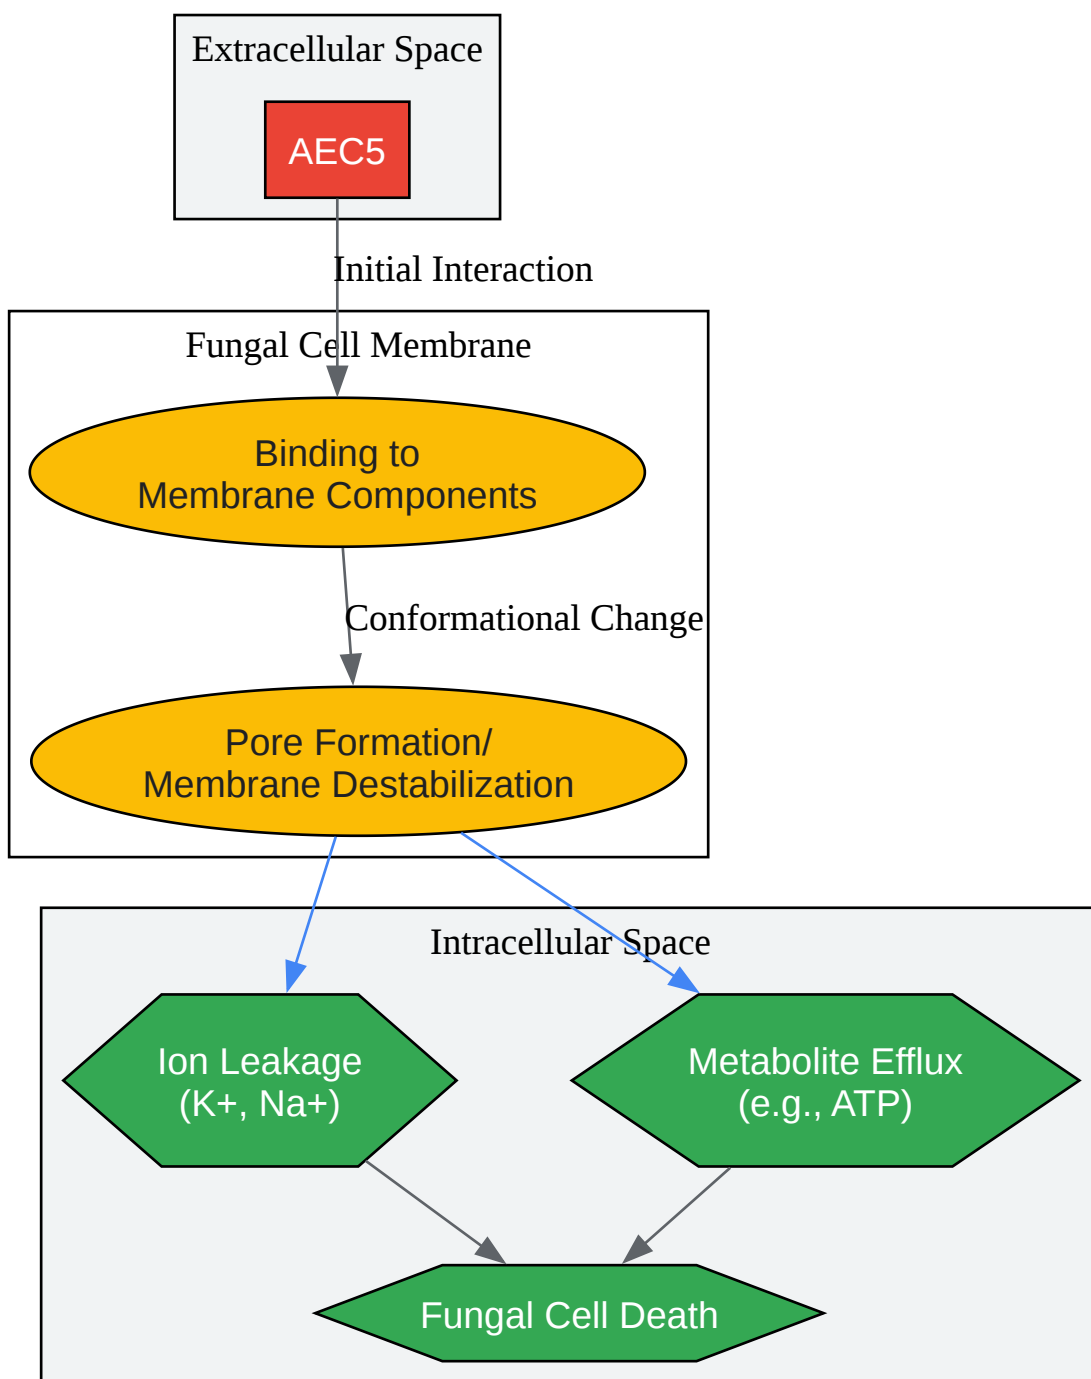 Extracellular Space
AEC5
Initial Interaction
Fungal Cell Membrane
Binding to
Membrane Components
Conformational Change
Pore Formation/
Membrane Destabilization
Intracellular Space
Ion Leakage
(K+, Na+)
Metabolite Efflux
(e.g., ATP)
Fungal Cell Death